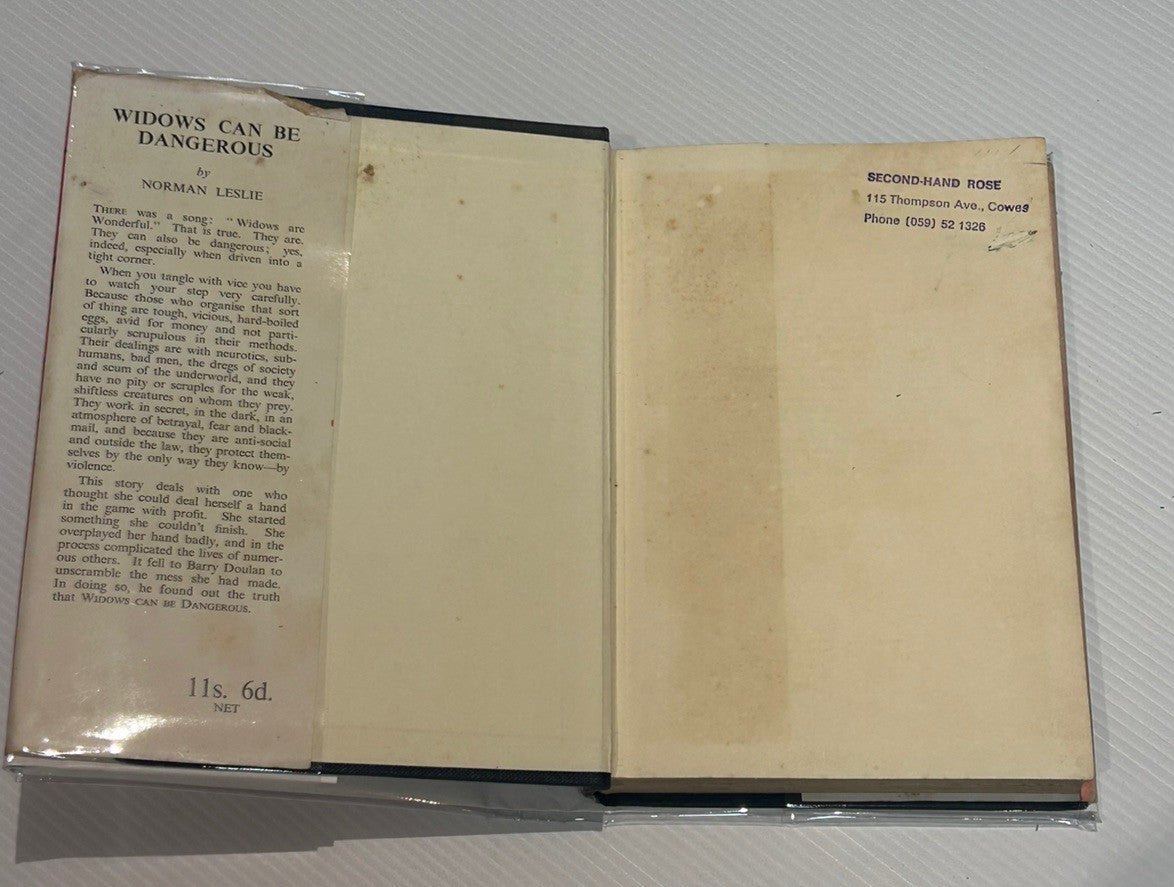 WIDOWS CAN BE
DANGEROUS
by
NORMAN LESLIE
THERE was a song: "Widows are
Wonderful." That is true. They are.
They can also be dangerous; yes,
indeed, especially when driven into a
tight corner.
When you tangle with vice you have
to watch your step very carefully.
Because those who organise that sort
of thing are tough, vicious, hard-boiled
eggs, avid for money and not parti-
cularly scrupulous in their methods.
Their dealings are with neurotics, sub-
humans, bad men, the dregs of society
and scum of the underworld, and they
have no pity or scruples for the weak,
shiftless creatures on whom they prey.
They work in secret, in the dark, in an
atmosphere of betrayal, fear and black-
mail, and because they are anti-social
and outside the law, they protect them-
selves by the only way they know—by
violence.
This story deals with one who
thought she could deal herself a hand
in the game with profit. She started
something she couldn't finish. She
overplayed her hand badly, and in the
process complicated the lives of numer-
ous others. It fell to Barry Doulan to
unscramble the mess she had made.
In doing so, he found out the truth
that WIDOWS CAN BE DANGEROUS.
11s. 6d.
NET
SECOND-HAND ROSE
115 Thompson Ave., Cowes
Phone (059) 52 1326